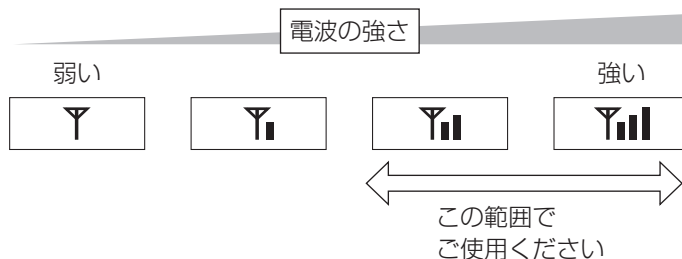 電波の強さ
弱い
強い
この範囲で
ご使用ください